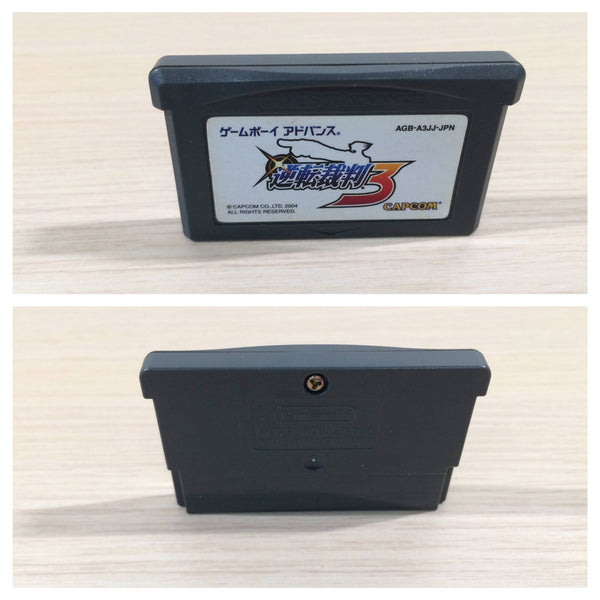 ゲームボーイ アドバンス®
AGB-A3JJ-JPN
逆転裁判3
© CAPCOM CO., LTD. 2004
ALL RIGHTS RESERVED.
CAPCOM